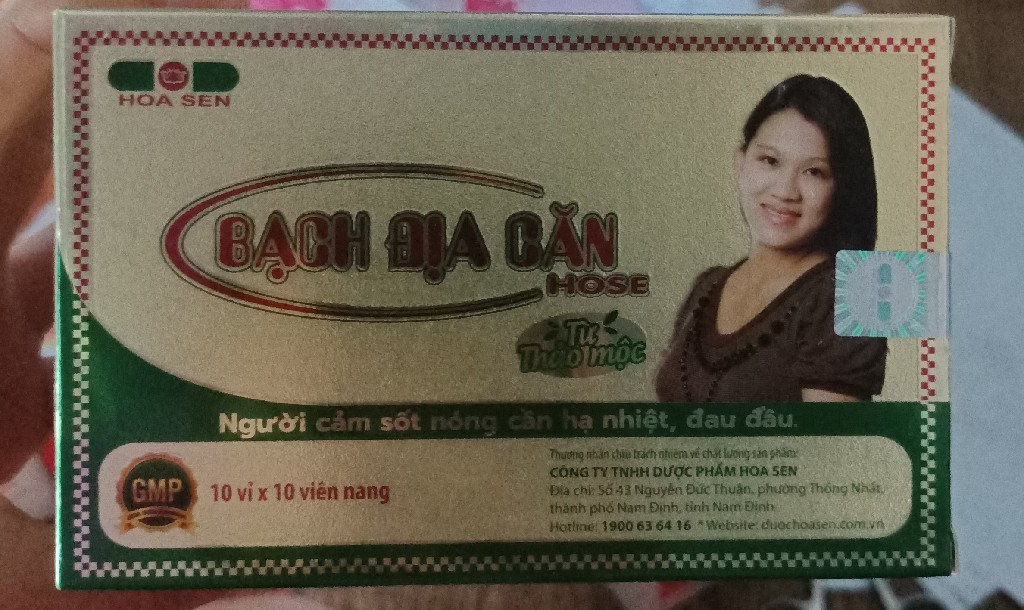 HOA SEN
BẠCH ĐỊA CĂN
HOSE
Từ
Thảo mộc
Người cảm sốt nóng cần hạ nhiệt, đau đầu.
GMP
10 vỉ x 10 viên nang
Thương nhân chịu trách nhiệm về chất lượng sản phẩm:
CÔNG TY TNHH DƯỢC PHẨM HOA SEN
Địa chỉ: Số 43 Nguyễn Đức Thuận, phường Thống Nhất,
thành phố Nam Định, tỉnh Nam Định
Hotline: 1900 63 64 16 * Website: duochoasen.com.vn